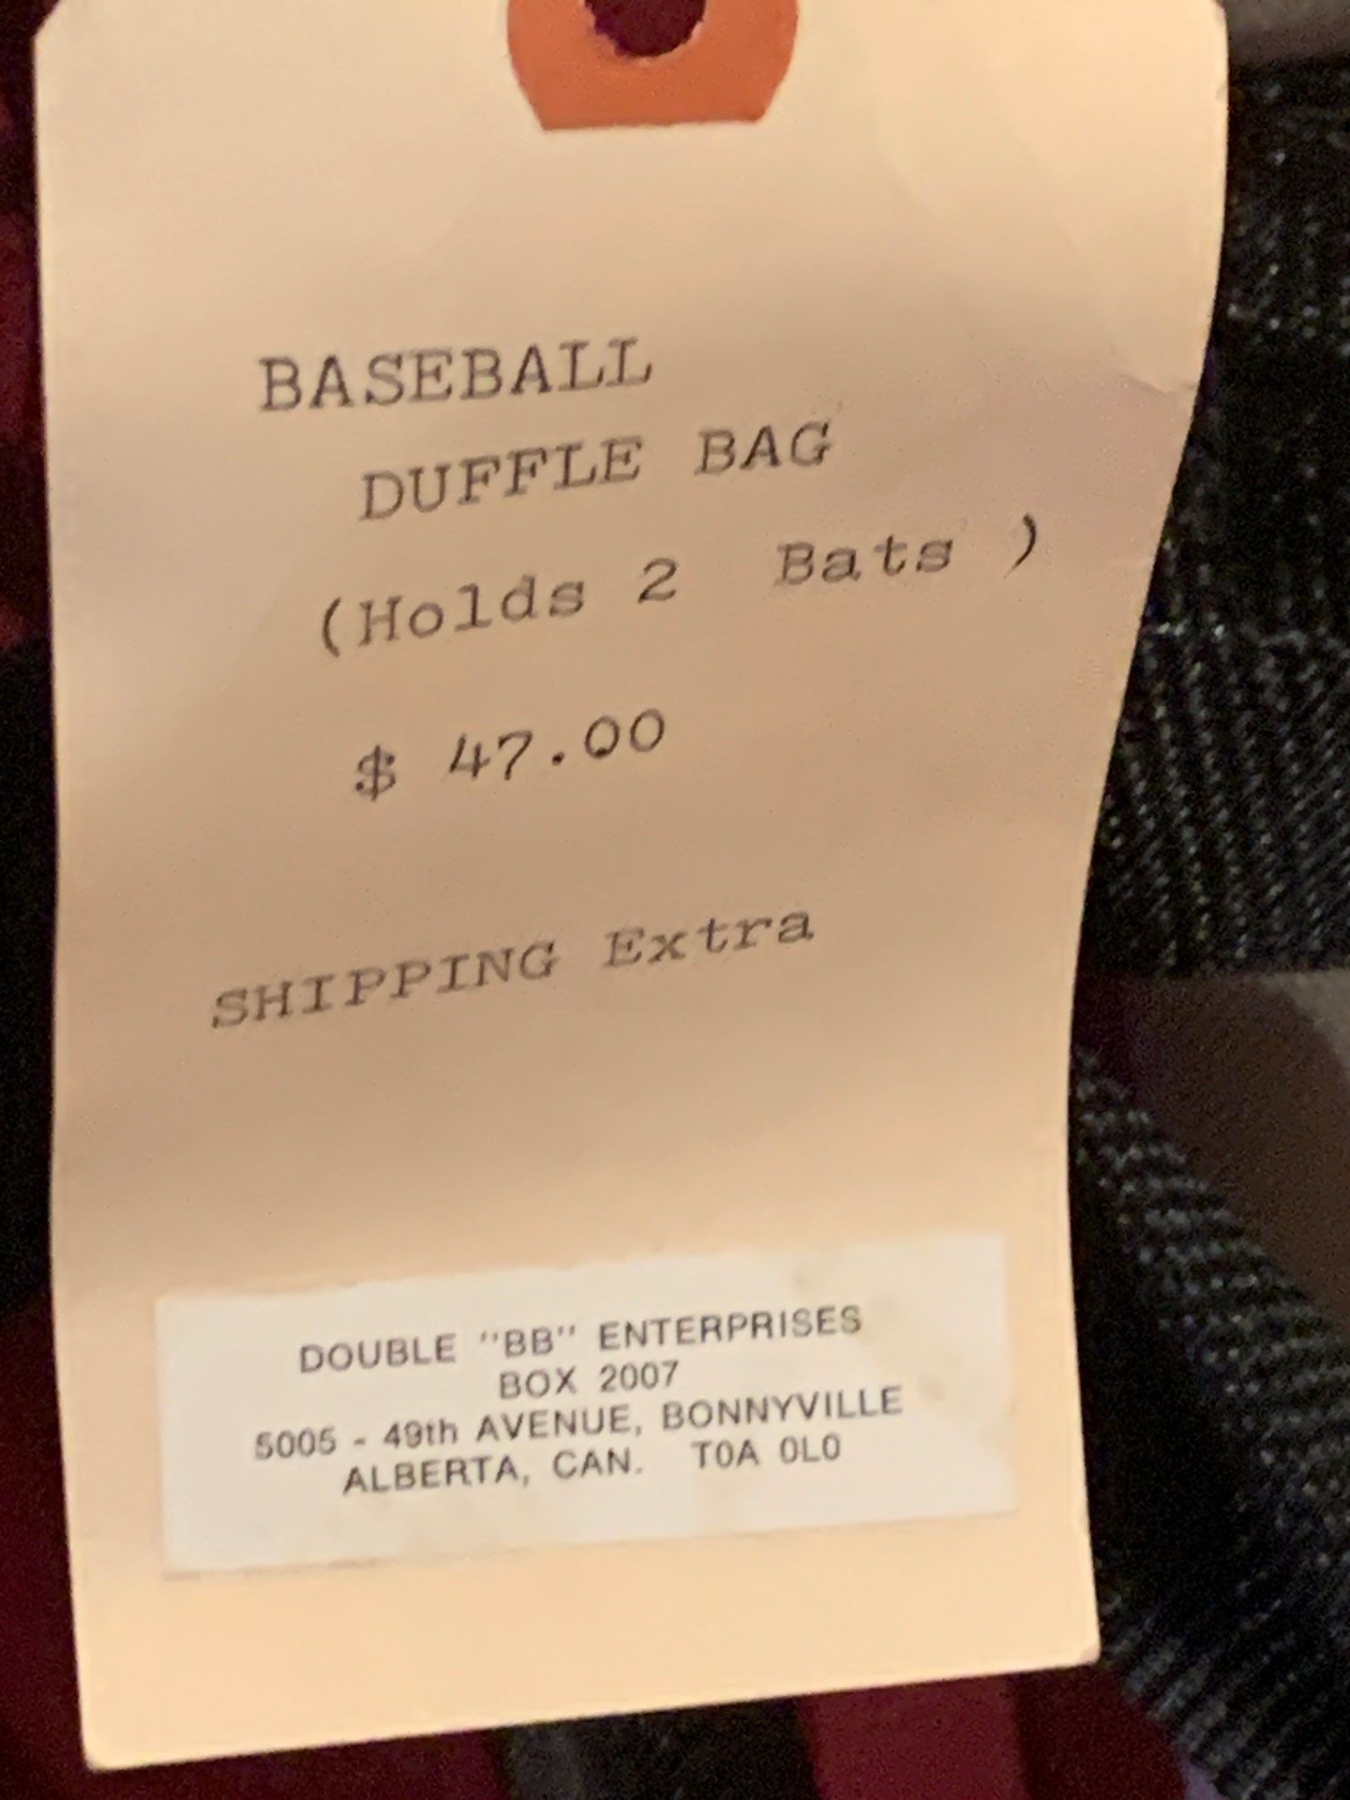 BASEBALL
DUFFLE BAG
(Holds 2 Bats )
$ 47.00
SHIPPING Extra
DOUBLE "BB" ENTERPRISES
BOX 2007
5005 - 49th AVENUE, BONNYVILLE
ALBERTA, CAN. T0A 0L0